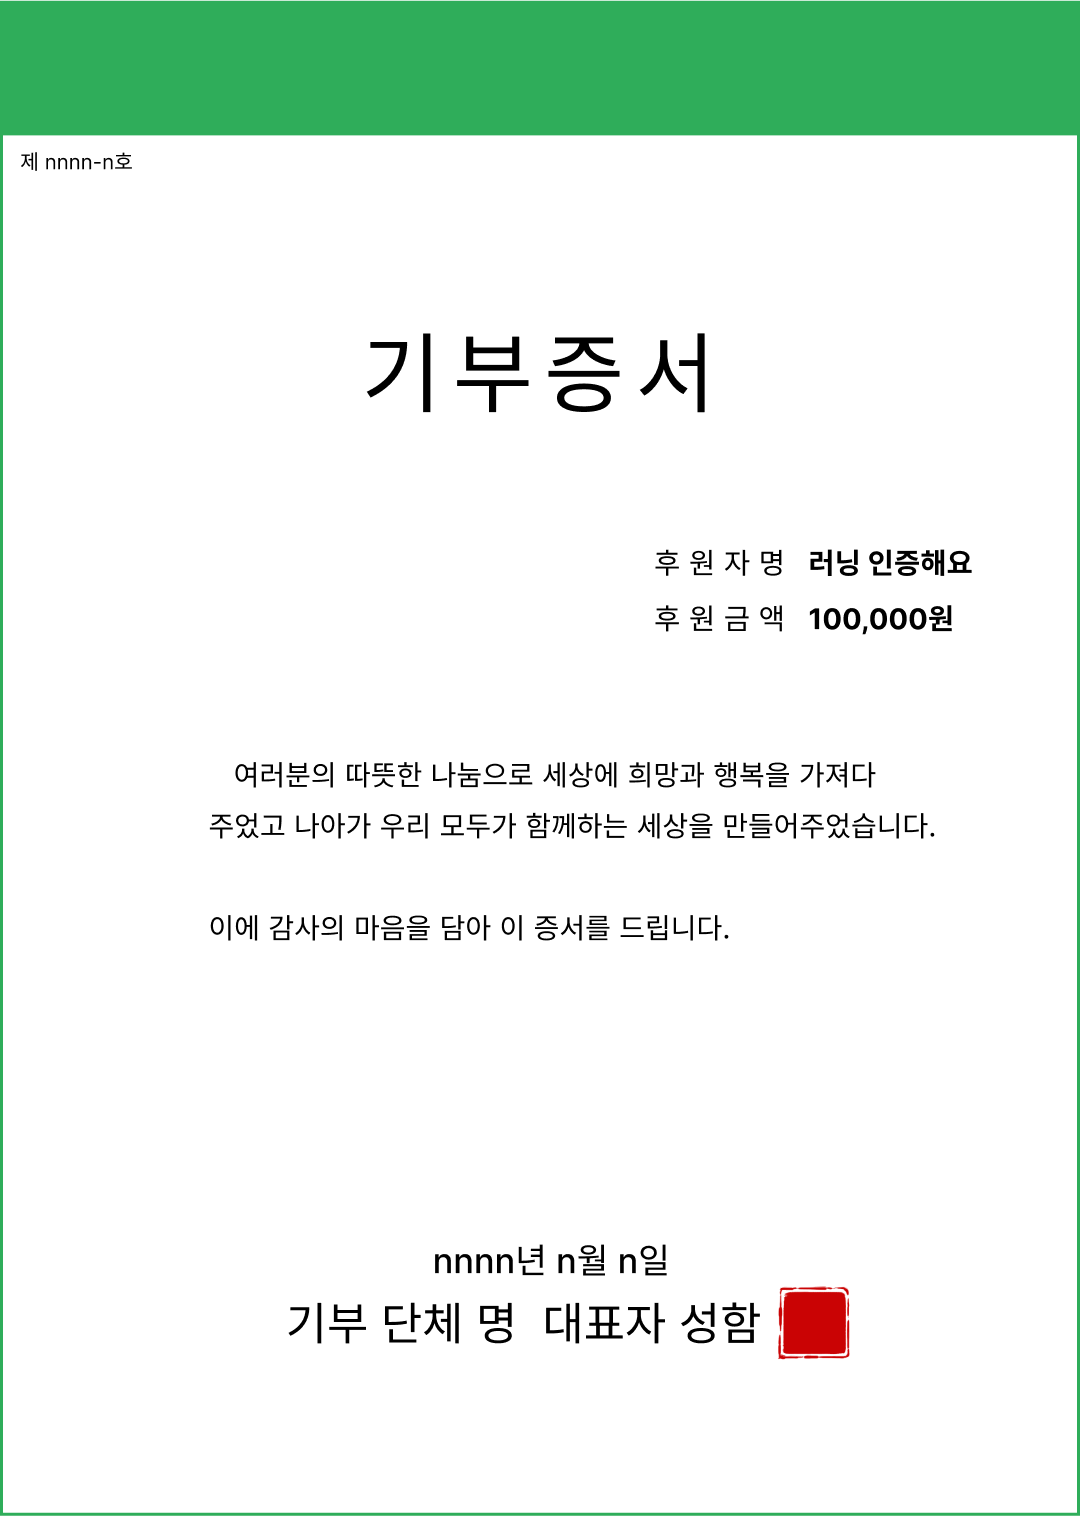 제 nnnn-n호
기부증서
후원자명 러닝 인증해요
후원금액 100,000원
여러분의 따뜻한 나눔으로 세상에 희망과 행복을 가져다
주었고 나아가 우리 모두가 함께하는 세상을 만들어주었습니다.
이에 감사의 마음을 담아 이 증서를 드립니다.
nnnn년 n월 n일
기부 단체 명 대표자 성함